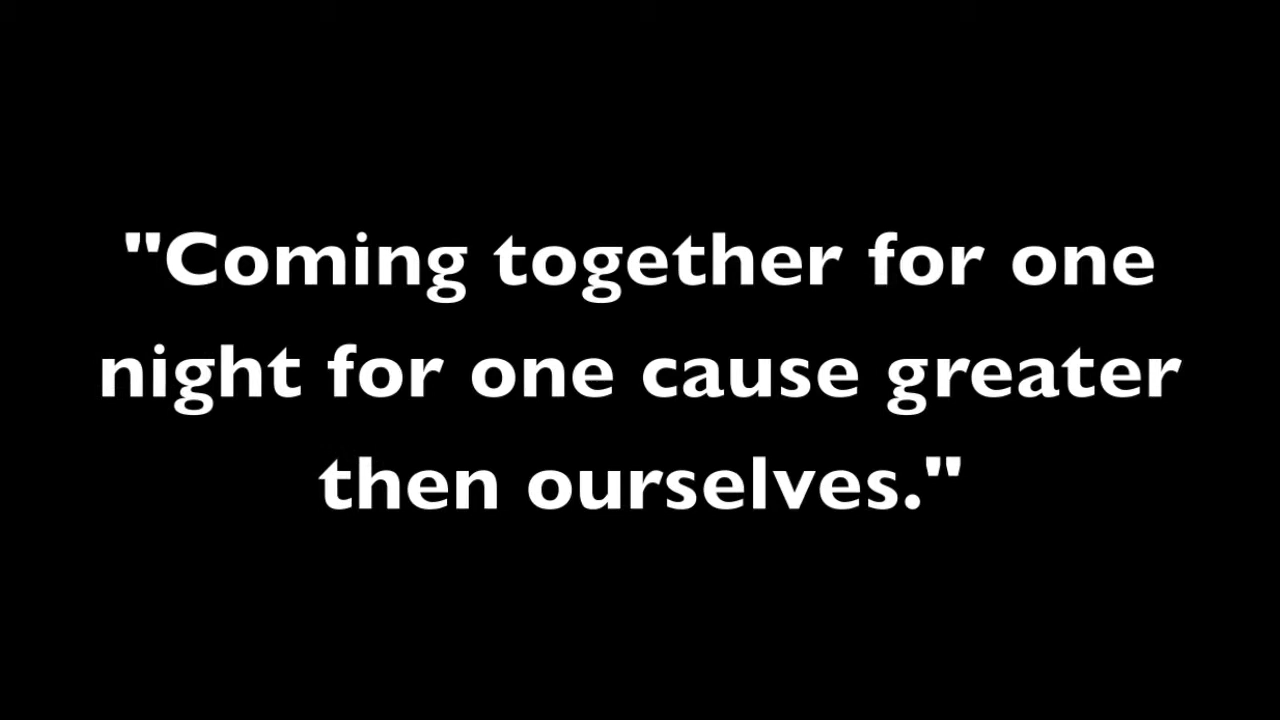 "Coming together for one
night for one cause greater
then ourselves."